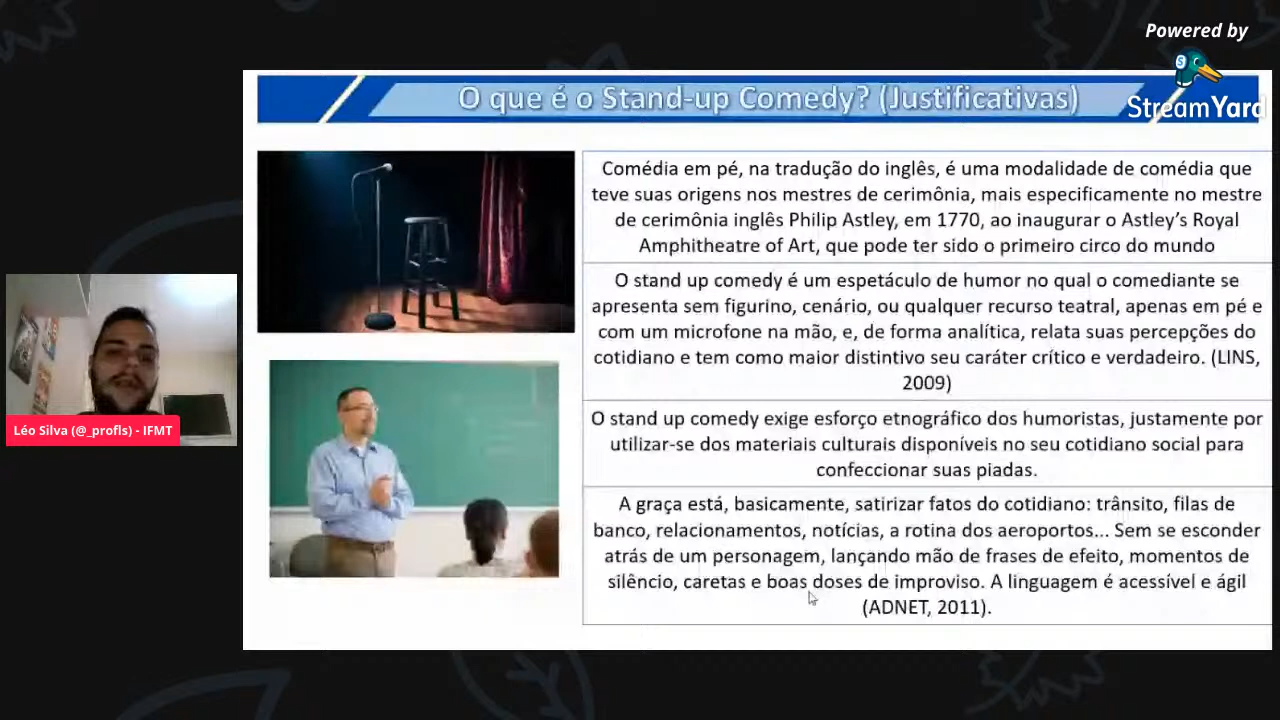 Powered by
StreamYard
O que é o Stand-up Comedy? (Justificativas)
Comédia em pé, na tradução do inglês, é uma modalidade de comédia que
teve suas origens nos mestres de cerimônia, mais especificamente no mestre
de cerimônia inglês Philip Astley, em 1770, ao inaugurar o Astley’s Royal
Amphitheatre of Art, que pode ter sido o primeiro circo do mundo
O stand up comedy é um espetáculo de humor no qual o comediante se
apresenta sem figurino, cenário, ou qualquer recurso teatral, apenas em pé e
com um microfone na mão, e, de forma analítica, relata suas percepções do
cotidiano e tem como maior distintivo seu caráter crítico e verdadeiro. (LINS,
2009)
O stand up comedy exige esforço etnográfico dos humoristas, justamente por
utilizar-se dos materiais culturais disponíveis no seu cotidiano social para
confeccionar suas piadas.
A graça está, basicamente, satirizar fatos do cotidiano: trânsito, filas de
banco, relacionamentos, notícias, a rotina dos aeroportos... Sem se esconder
atrás de um personagem, lançando mão de frases de efeito, momentos de
silêncio, caretas e boas doses de improviso. A linguagem é acessível e ágil
(ADNET, 2011).
Léo Silva (@_profls) - IFMT